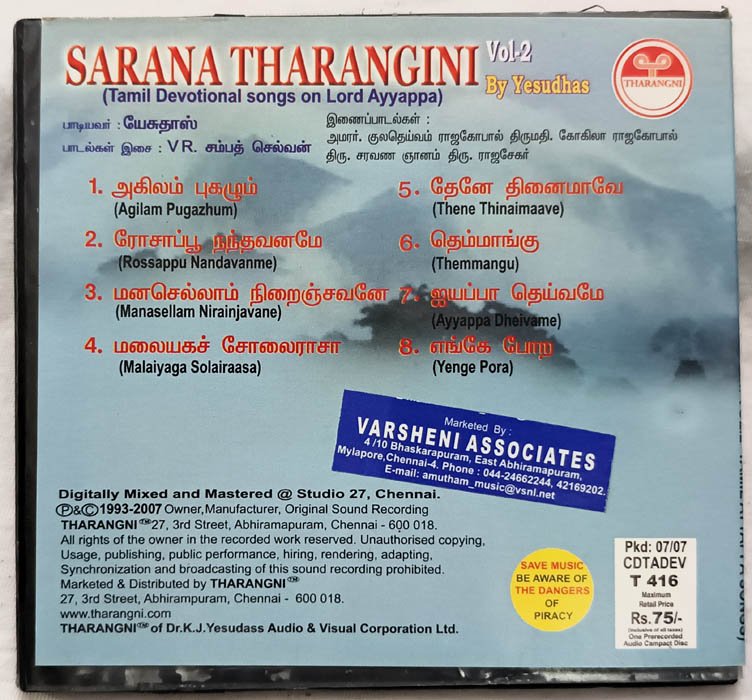 SARANA THARANGINI Vol-2
(Tamil Devotional songs on Lord Ayyappa) By Yesudhas
THARANGNI
பாடியவர் : யேசுதாஸ்
பாடல்கள் இசை : VR. சம்பத் செல்வன்
இணைப்பாடல்கள் :
அமரர். குலதெய்வம் ராஜகோபால் திருமதி. கோகிலா ராஜகோபால்
திரு. சரவண ஞானம் திரு. ராஜசேகர்
1. அகிலம் புகழும்
(Agilam Pugazhum)
2. ரோசாப்பூ நந்தவனமே
(Rossappu Nandavanme)
3. மனசெல்லாம் நிறைஞ்சவனே
(Manasellam Nirainjavane)
4. மலையகச் சோலைராசா
(Malaiyaga Solairaasa)
5. தேனே தினைமாவே
(Thene Thinaimaave)
6. தெம்மாங்கு
(Themmangu)
7. ஐயப்பா தெய்வமே
(Ayyappa Dheivame)
8. எங்கே போற
(Yenge Pora)
Marketed By :
VARSHENI ASSOCIATES
4 /10 Bhaskarapuram, East Abhiramapuram,
Mylapore,Chennai-4. Phone : 044-24662244, 42169202.
E-mail: amutham_music@vsnl.net
Digitally Mixed and Mastered @ Studio 27, Chennai.
Ⓟ&© 1993-2007 Owner,Manufacturer, Original Sound Recording
THARANGNI™ 27, 3rd Street, Abhiramapuram, Chennai - 600 018.
All rights of the owner in the recorded work reserved. Unauthorised copying,
Usage, publishing, public performance, hiring, rendering, adapting,
Synchronization and broadcasting of this sound recording prohibited.
Marketed & Distributed by THARANGNI™
27, 3rd Street, Abhirampuram, Chennai - 600 018.
www.tharangni.com
THARANGNI™ of Dr.K.J.Yesudass Audio & Visual Corporation Ltd.
SAVE MUSIC
BE AWARE OF
THE DANGERS
OF
PIRACY
Pkd: 07/07
CDTADEV
T 416
Maximum
Retail Price
Rs.75/-
(Inclusive of all taxes)
One Prerecorded
Audio Compact Disc